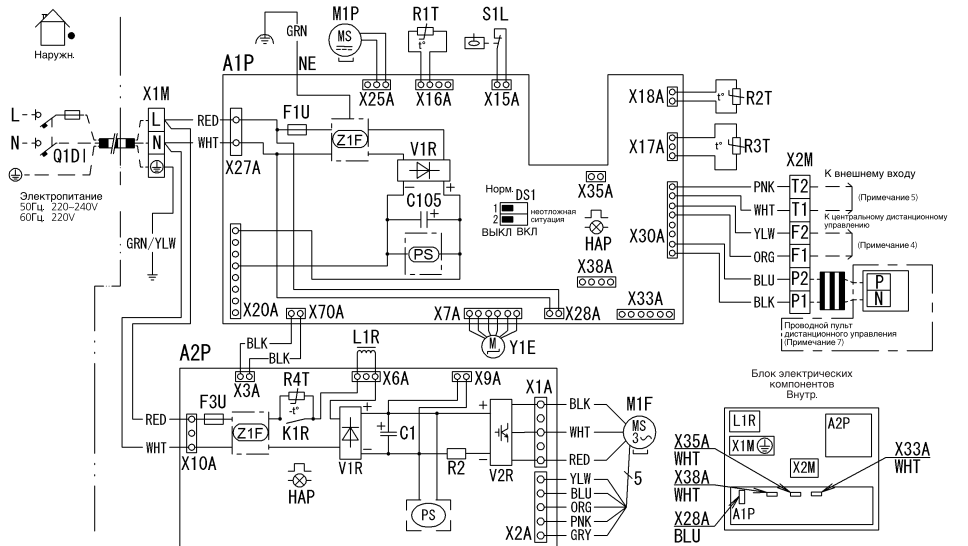 Наружн.
L
N
Q1DI
Электропитание
50Гц. 220–240V
60Гц. 220V
X1M
L
N
GRN/YLW
RED
WHT
GRN
NE
A1P
M1P
MS
X25A
R1T
t°
X16A
S1L
X15A
X18A
t°
R2T
X17A
t°
R3T
X27A
F1U
Z1F
V1R
C105
PS
X35A
Норм.
DS1
1
2
неотложная
ситуация
ВЫКЛ ВКЛ
HAP
X38A
X30A
X33A
X20A
X70A
X7A
X28A
M
Y1E
X2M
PNK
T2
К внешнему входу
WHT
T1
(Примечание 5)
К центральному дистанционному
управлению
YLW
F2
ORG
F1
(Примечание 4)
BLU
P2
BLK
P1
P
N
Проводной пульт
дистанционного управления
(Примечание 7)
BLK
BLK
A2P
X3A
L1R
X6A
X9A
X1A
R4T
-t°
K1R
RED
F3U
Z1F
WHT
X10A
V1R
C1
R2
V2R
HAP
PS
BLK
M1F
WHT
MS
3~
RED
5
YLW
BLU
ORG
PNK
X2A
GRY
Блок электрических
компонентов
Внутр.
L1R
A2P
X1M
X2M
A1P
X35A
WHT
X38A
WHT
X28A
BLU
X33A
WHT